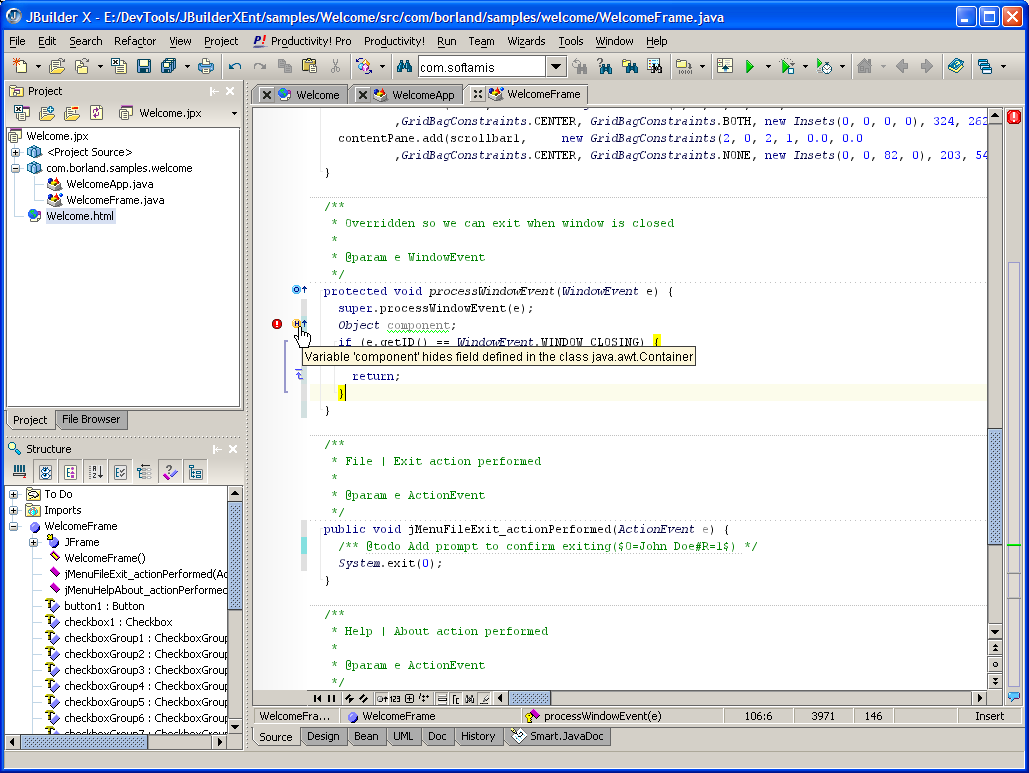 JBuilder X - E:/DevTools/JBuilderXEnt/samples/Welcome/src/com/borland/samples/welcome/WelcomeFrame.java
File Edit Search Refactor View Project P! Productivity! Pro Productivity! Run Team Wizards Tools Window Help
com.softamis
Project
Welcome.jpx
Welcome.jpx
<Project Source>
com.borland.samples.welcome
WelcomeApp.java
WelcomeFrame.java
Welcome.html
Project File Browser
Structure
To Do
Imports
WelcomeFrame
JFrame
WelcomeFrame()
jMenuFileExit_actionPerformed(Ac
jMenuHelpAbout_actionPerformed
button1 : Button
checkbox1 : Checkbox
checkboxGroup1 : CheckboxGroup
checkboxGroup2 : CheckboxGroup
checkboxGroup3 : CheckboxGroup
checkboxGroup4 : CheckboxGroup
checkboxGroup5 : CheckboxGroup
checkboxGroup6 : CheckboxGroup
checkboxGroup7 : CheckboxGroup
Welcome WelcomeApp WelcomeFrame
,GridBagConstraints.CENTER, GridBagConstraints.BOTH, new Insets(0, 0, 0, 0), 324, 262
contentPane.add(scrollbar1, new GridBagConstraints(2, 0, 2, 1, 0.0, 0.0
,GridBagConstraints.CENTER, GridBagConstraints.NONE, new Insets(0, 0, 82, 0), 203, 54
}
/**
* Overridden so we can exit when window is closed
*
* @param e WindowEvent
*/
protected void processWindowEvent(WindowEvent e) {
super.processWindowEvent(e);
Object component;
if (e.getID() == WindowEvent.WINDOW_CLOSING) {
Variable 'component' hides field defined in the class java.awt.Container
return;
}
}
/**
* File | Exit action performed
*
* @param e ActionEvent
*/
public void jMenuFileExit_actionPerformed(ActionEvent e) {
/** @todo Add prompt to confirm exiting($O=John Doe#R=1$) */
System.exit(0);
}
/**
* Help | About action performed
*
* @param e ActionEvent
*/
WelcomeFra... WelcomeFrame processWindowEvent(e) 106:6 3971 146 Insert
Source Design Bean UML Doc History Smart.JavaDoc